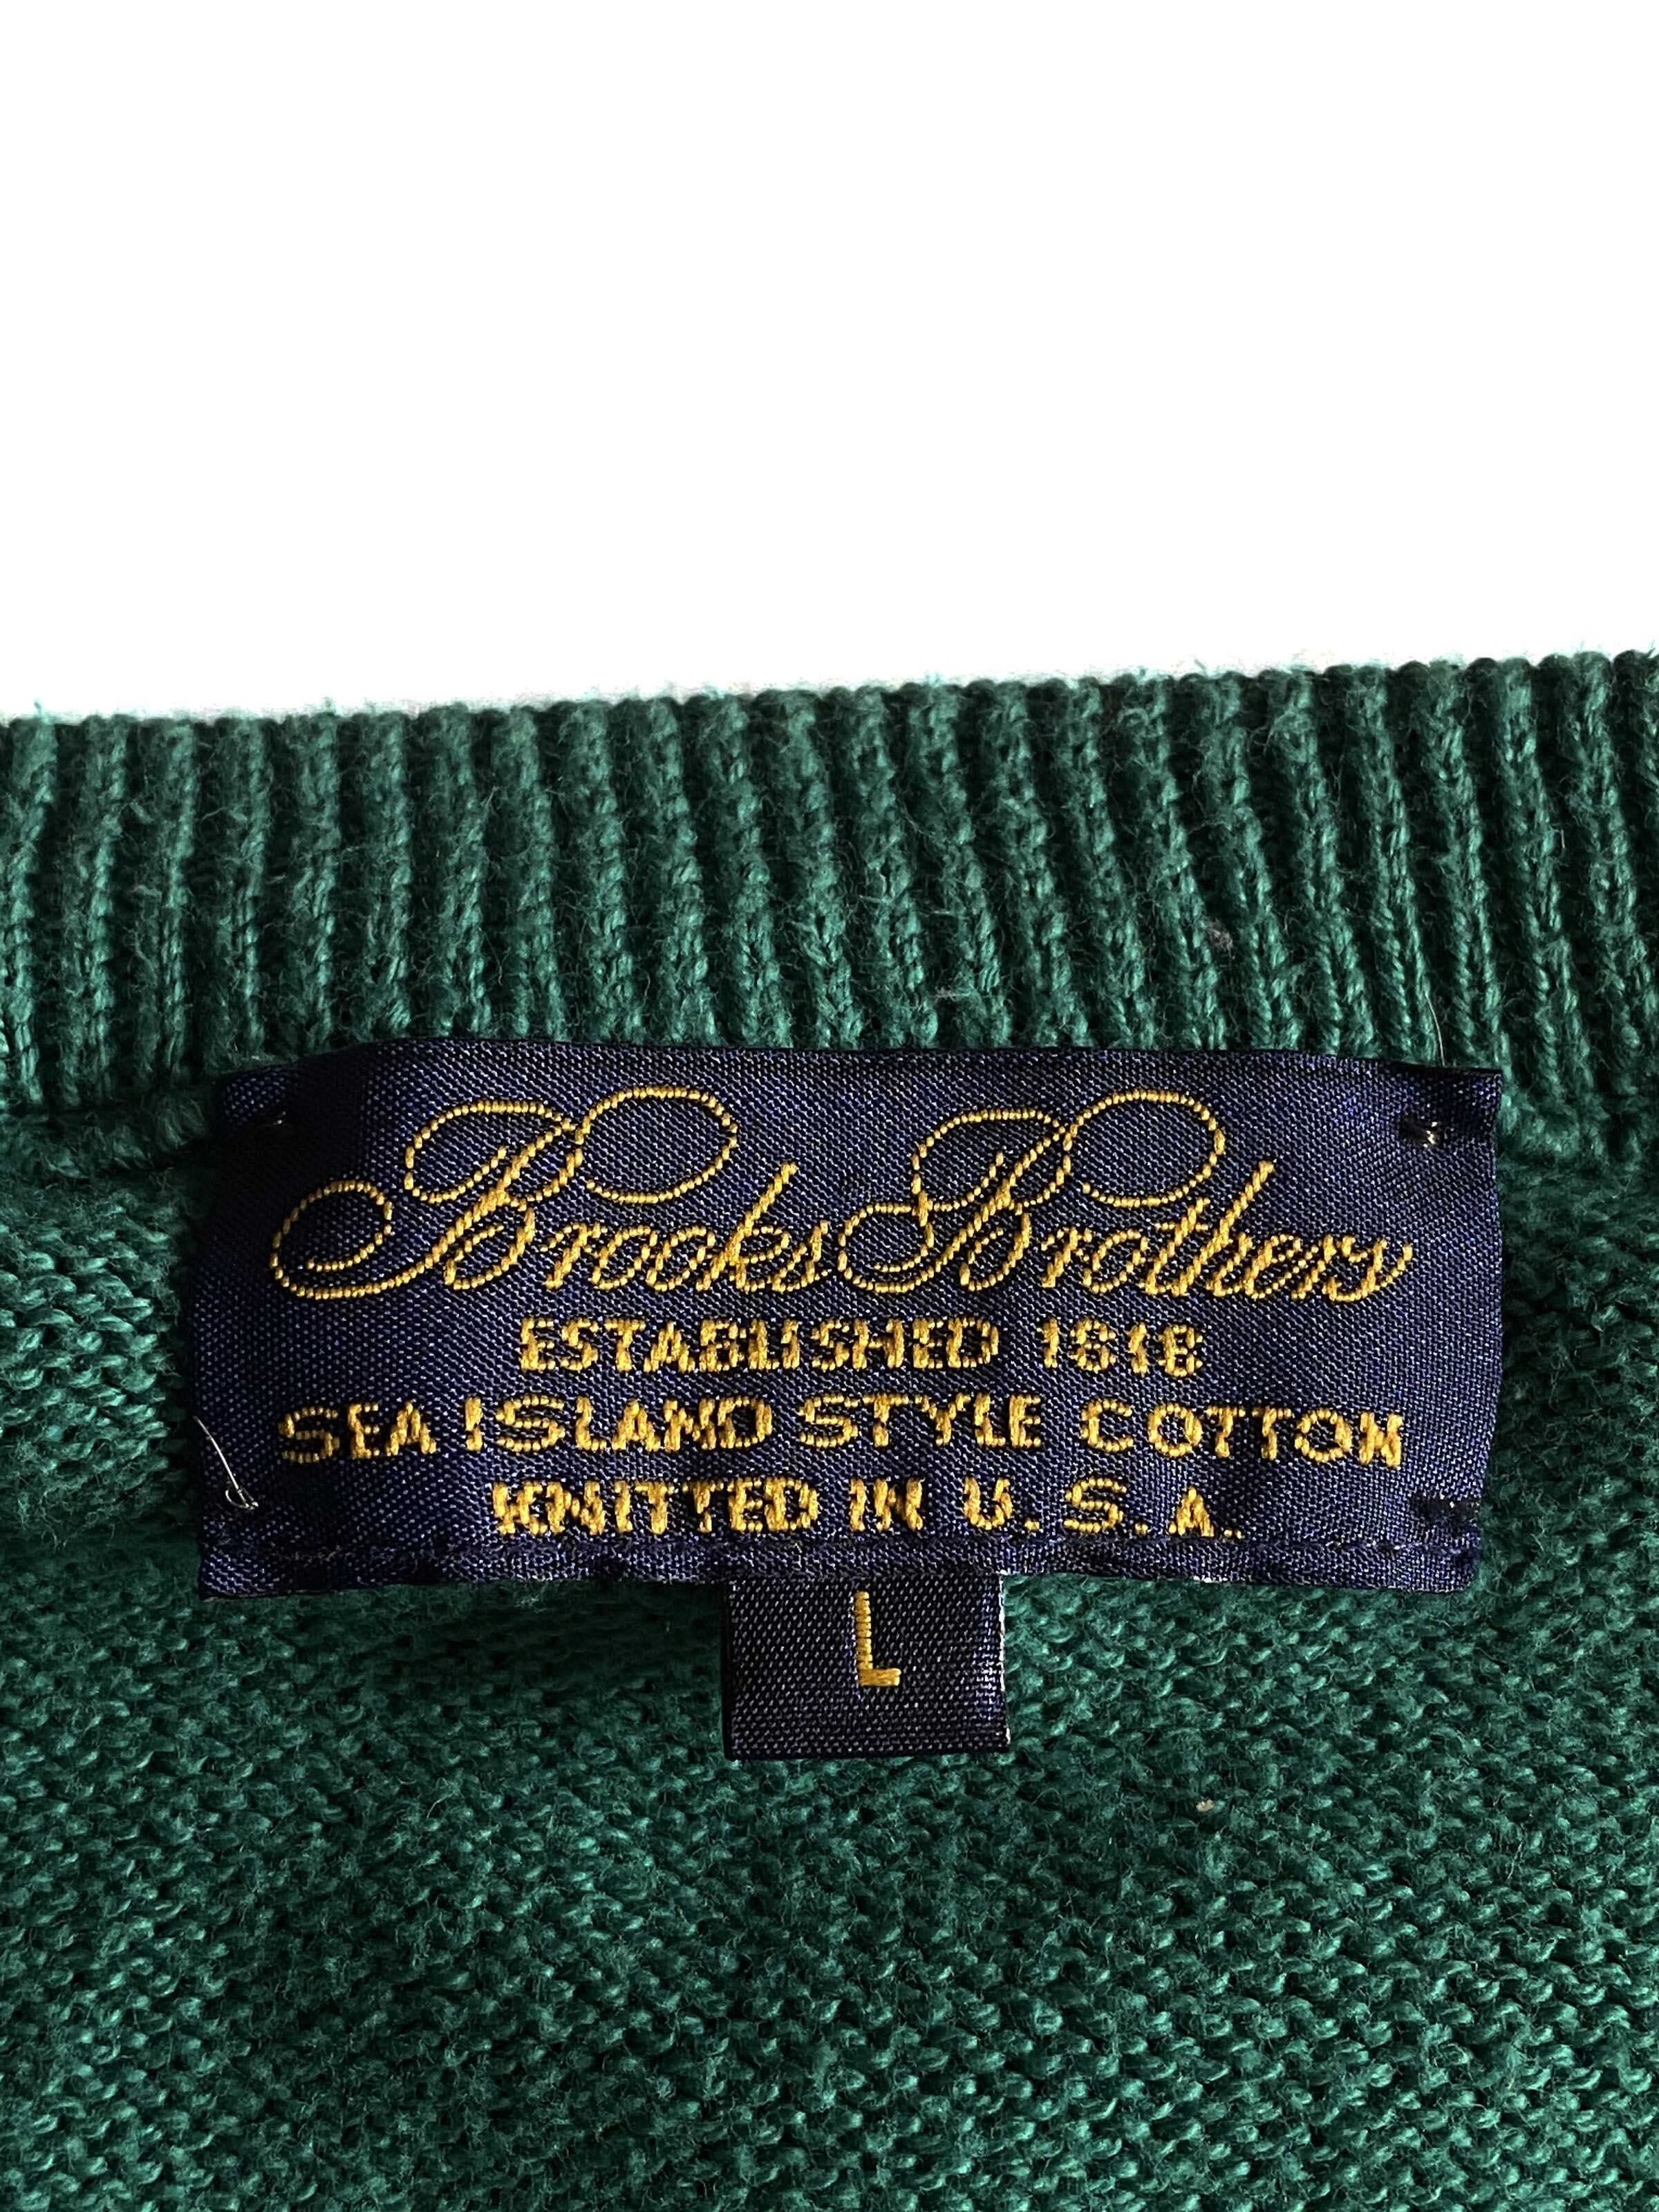 Brooks Brothers
ESTABLISHED 1818
SEA ISLAND STYLE COTTON
KNITTED IN U.S.A.
L